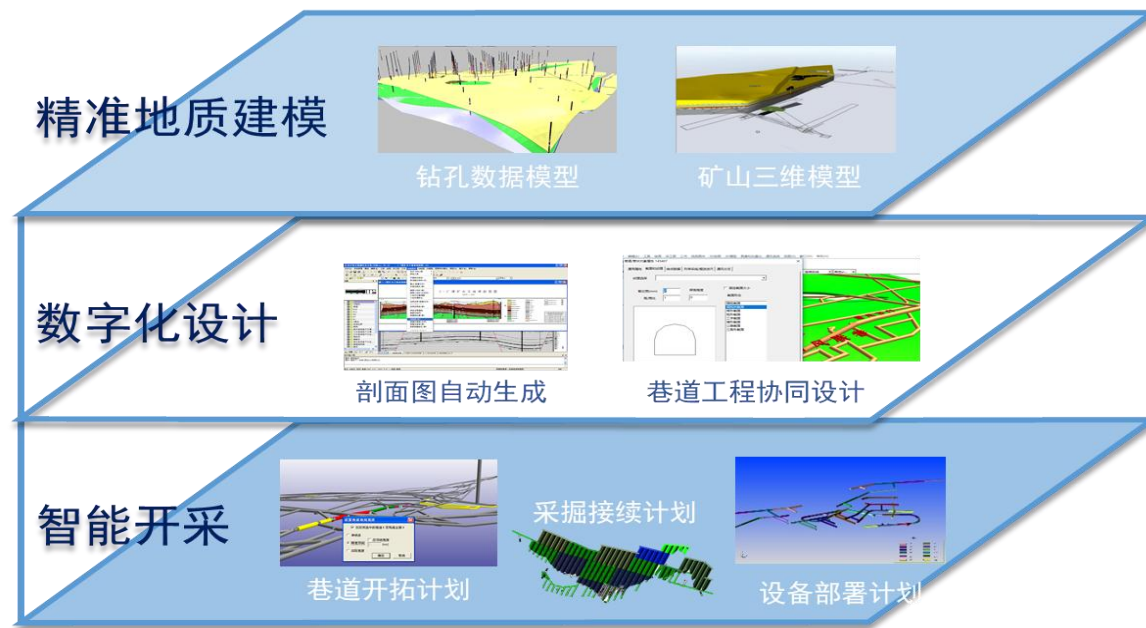 精准地质建模
钻孔数据模型
矿山三维模型
数字化设计
剖面图自动生成
巷道工程协同设计
智能开采
巷道开拓计划
采掘接续计划
设备部署计划